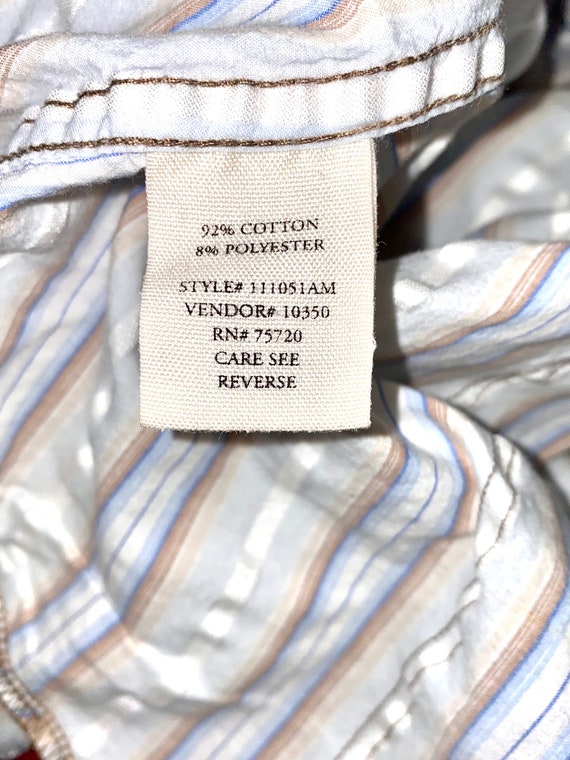 92% COTTON
8% POLYESTER
STYLE# 111051AM
VENDOR# 10350
RN# 75720
CARE SEE
REVERSE